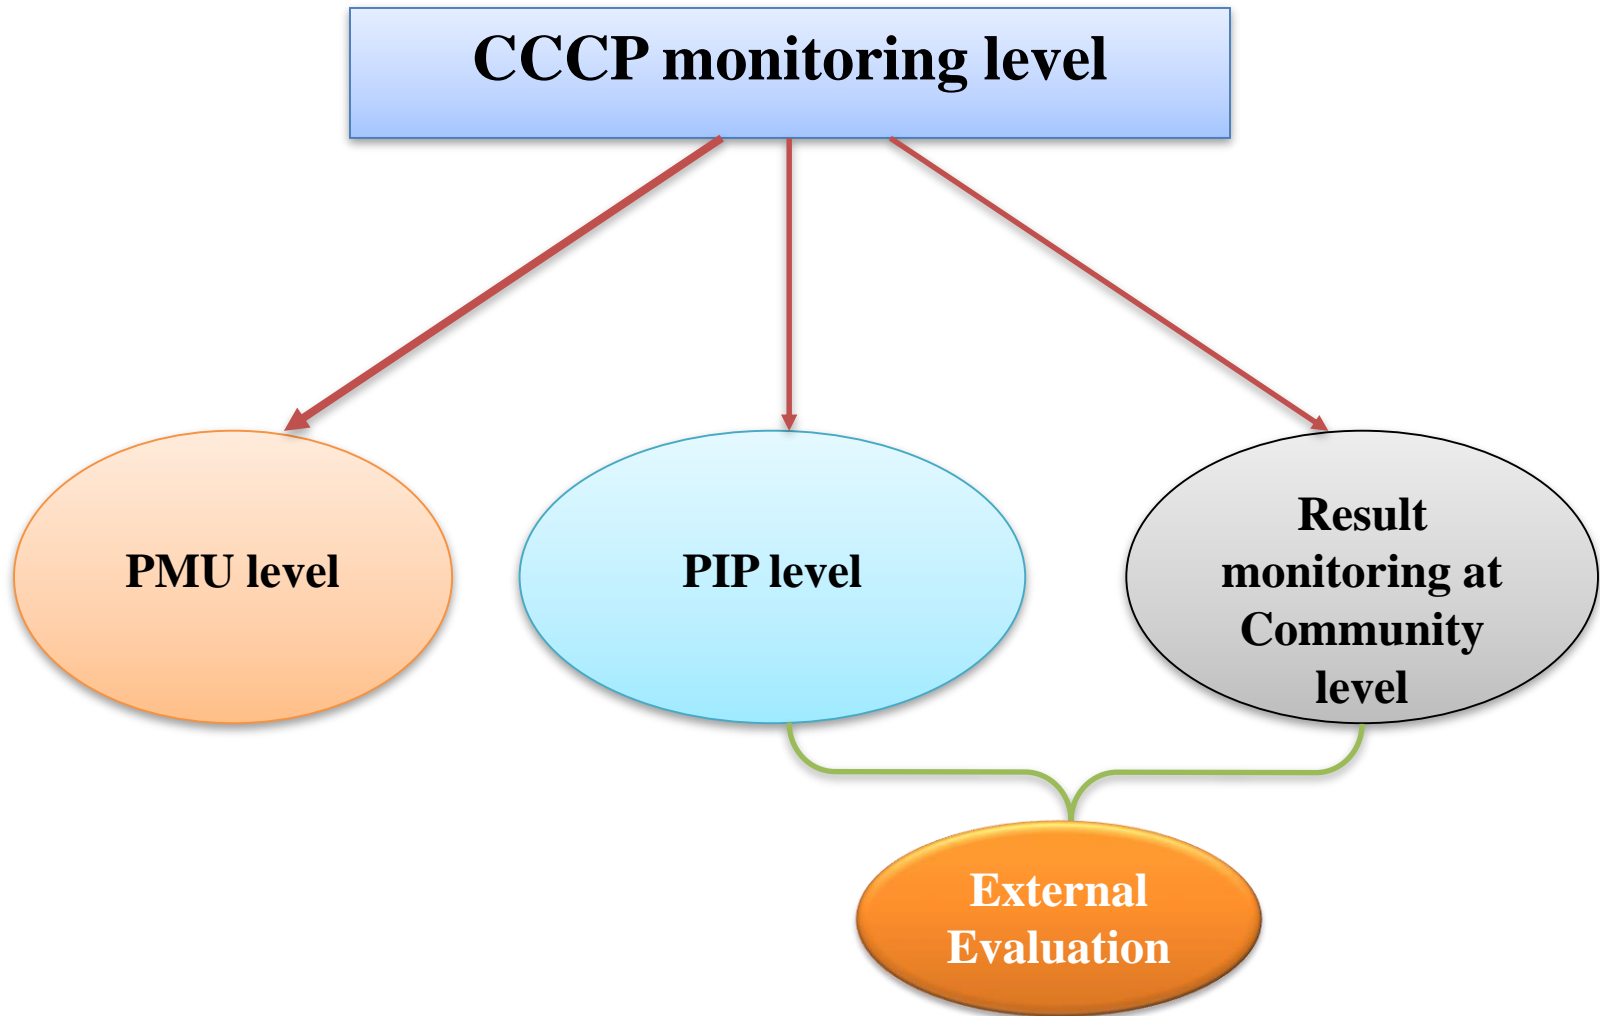 CCCP monitoring level
PMU level
PIP level
Result
monitoring at
Community
level
External
Evaluation